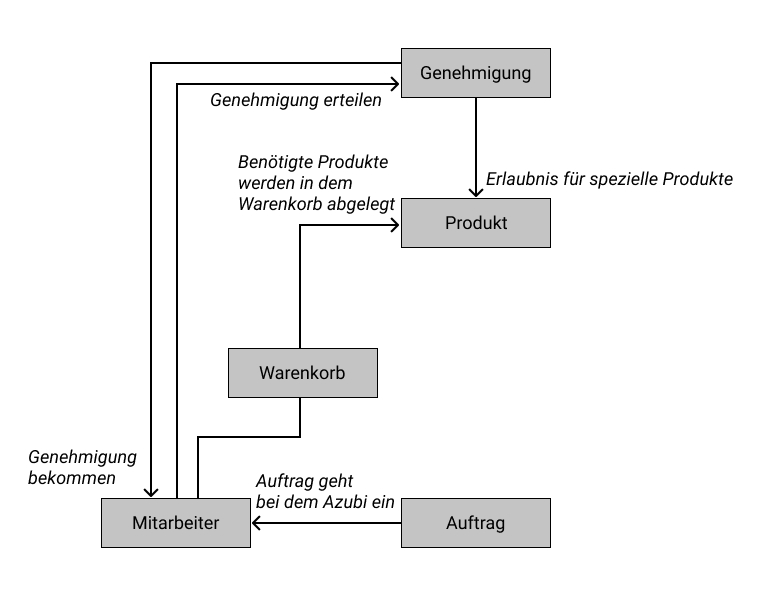 Genehmigung
Genehmigung erteilen
Benötigte Produkte
werden in dem
Warenkorb abgelegt
Erlaubnis für spezielle Produkte
Produkt
Warenkorb
Genehmigung
bekommen
Auftrag geht
bei dem Azubi ein
Mitarbeiter
Auftrag